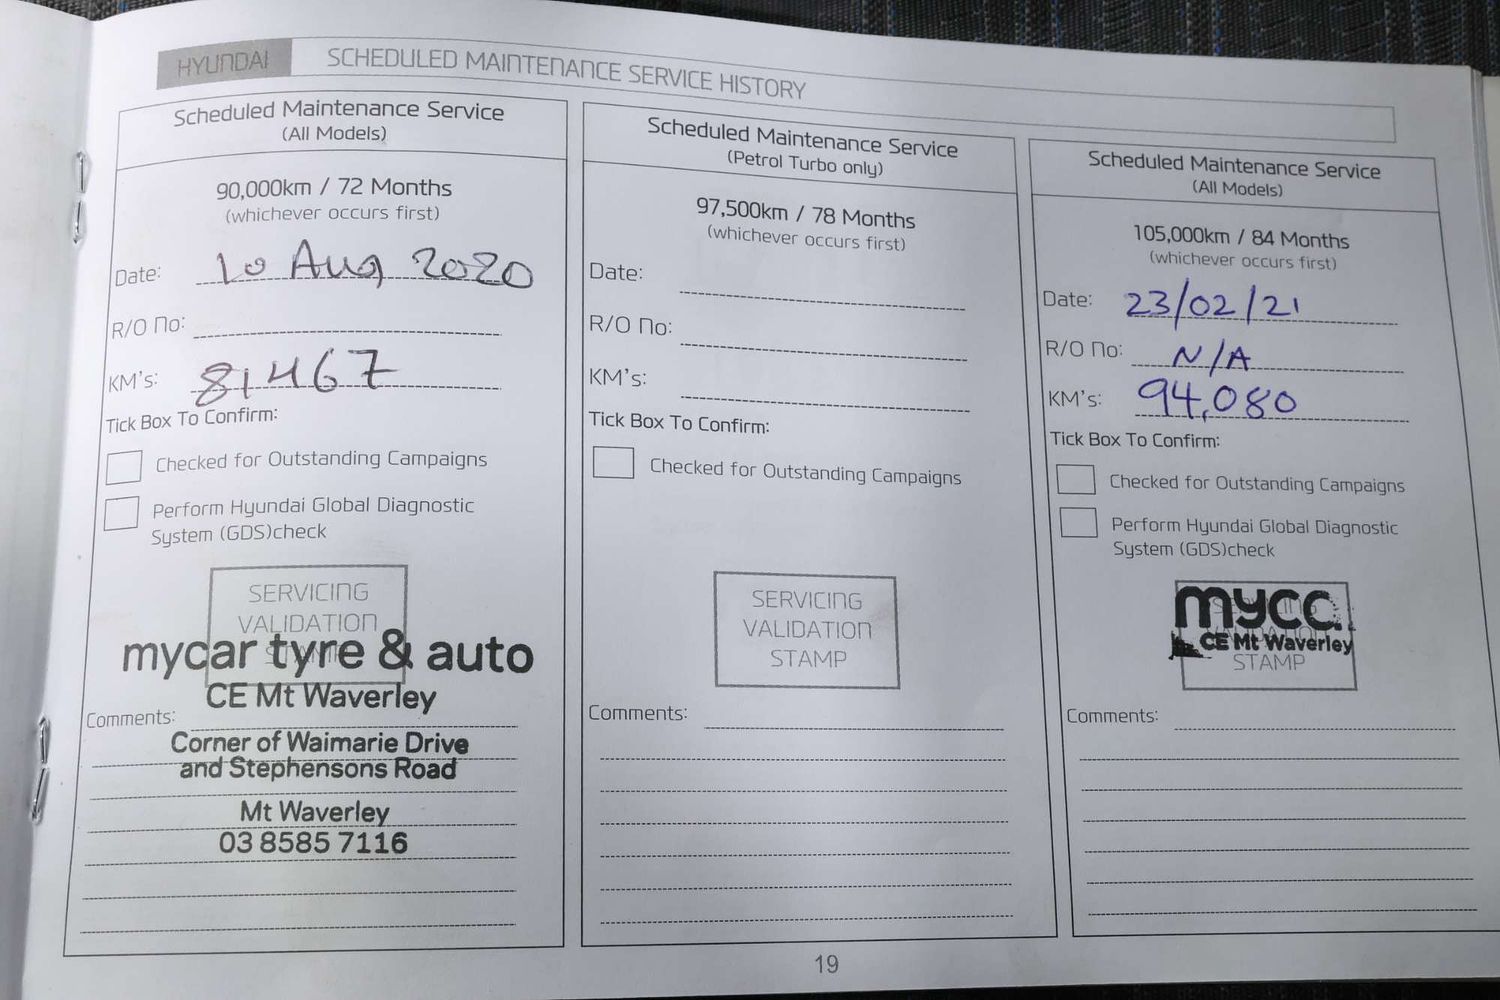 HYUNDAI
SCHEDULED MAINTENANCE SERVICE HISTORY
Scheduled Maintenance Service
(All Models)
90,000km / 72 Months
(whichever occurs first)
Date: 10 Aug 2020
R/O No:
KM's: 81467
Tick Box To Confirm:
Checked for Outstanding Campaigns
Perform Hyundai Global Diagnostic
System (GDS)check
SERVICING
VALIDATION
STAMP
mycar tyre & auto
CE Mt Waverley
Comments:
Corner of Waimarie Drive
and Stephensons Road
Mt Waverley
03 8585 7116
Scheduled Maintenance Service
(Petrol Turbo only)
97,500km / 78 Months
(whichever occurs first)
Date:
R/O No:
KM's:
Tick Box To Confirm:
Checked for Outstanding Campaigns
SERVICING
VALIDATION
STAMP
Comments:
Scheduled Maintenance Service
(All Models)
105,000km / 84 Months
(whichever occurs first)
Date: 23/02/21
R/O No: N/A
KM's: 94,080
Tick Box To Confirm:
Checked for Outstanding Campaigns
Perform Hyundai Global Diagnostic
System (GDS)check
CE Mt Waverley
STAMP
Comments:
19